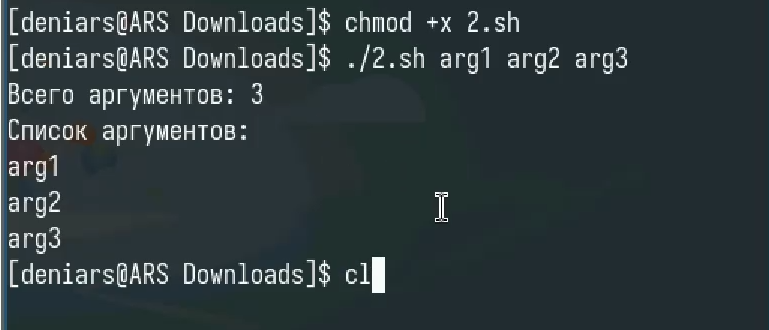 [deniars@ARS Downloads]$ chmod +x 2.sh
[deniars@ARS Downloads]$ ./2.sh arg1 arg2 arg3
Всего аргументов: 3
Список аргументов:
arg1
arg2
arg3
[deniars@ARS Downloads]$ cl